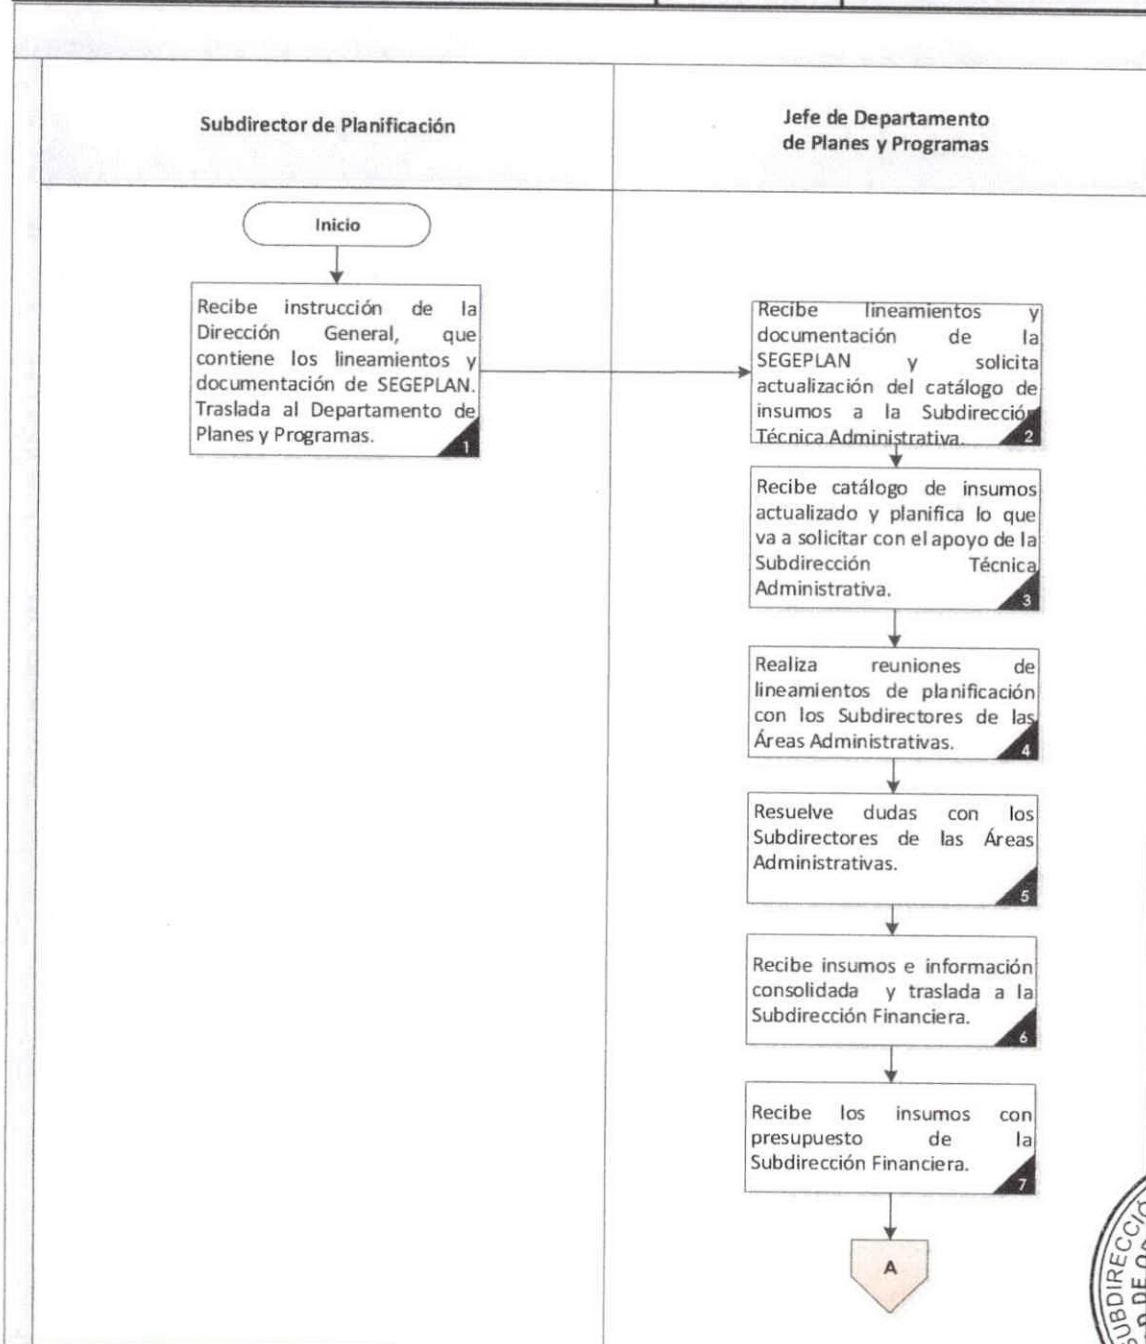 Subdirector de Planificación
Jefe de Departamento
de Planes y Programas
Inicio
Recibe instrucción de la
Dirección General, que
contiene los lineamientos y
documentación de SEGEPLAN.
Traslada al Departamento de
Planes y Programas.
1
Recibe lineamientos y
documentación de la
SEGEPLAN y solicita
actualización del catálogo de
insumos a la Subdirección
Técnica Administrativa.
2
Recibe catálogo de insumos
actualizado y planifica lo que
va a solicitar con el apoyo de la
Subdirección Técnica
Administrativa.
3
Realiza reuniones de
lineamientos de planificación
con los Subdirectores de las
Áreas Administrativas.
4
Resuelve dudas con los
Subdirectores de las Áreas
Administrativas.
5
Recibe insumos e información
consolidada y traslada a la
Subdirección Financiera.
6
Recibe los insumos con
presupuesto de la
Subdirección Financiera.
7
A